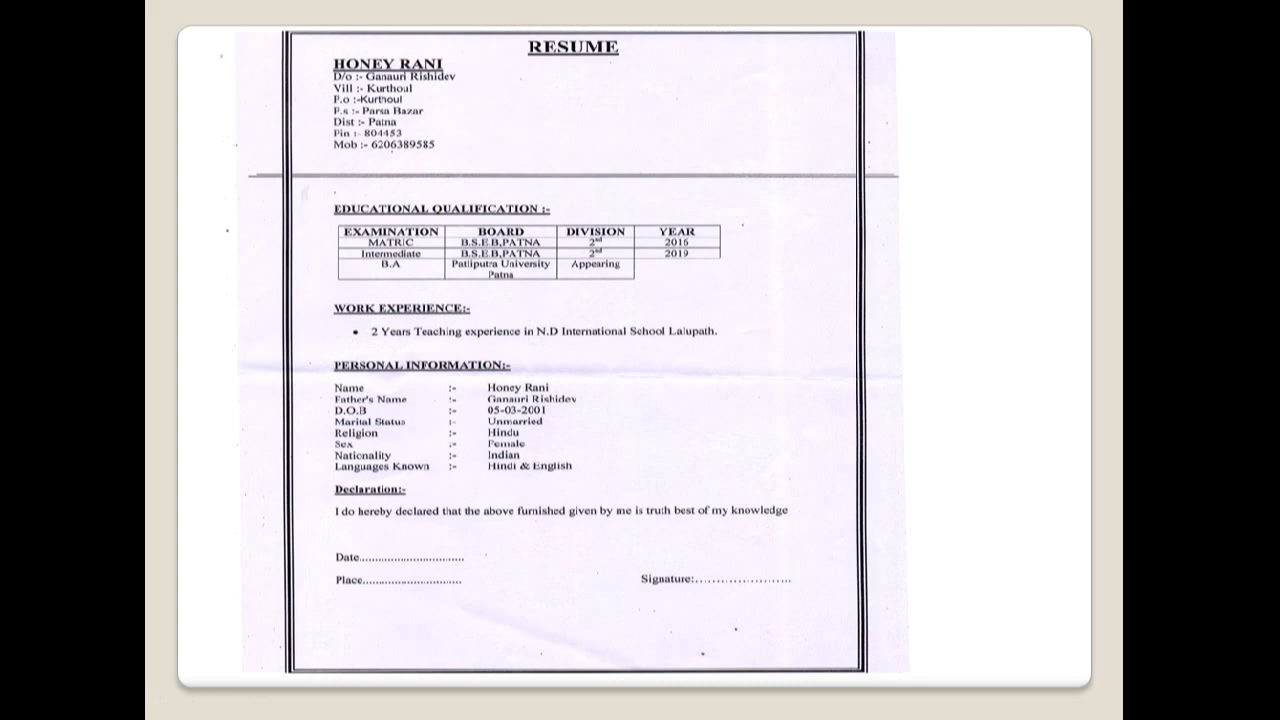 RESUME
HONEY RANI
D/o :- Ganauri Rishidev
Vill :- Kurthoul
P.o :-Kurthoul
P.s :- Parsa Bazar
Dist :- Patna
Pin :- 804453
Mob :- 6206389585
EDUCATIONAL QUALIFICATION :-
EXAMINATION BOARD DIVISION YEAR
MATRIC B.S.E.B,PATNA 2nd 2016
Intermediate B.S.E.B,PATNA 2nd 2019
B.A Patliputra University Appearing
Patna
WORK EXPERIENCE:-
• 2 Years Teaching experience in N.D International School Lalupath.
PERSONAL INFORMATION:-
Name :- Honey Rani
Father's Name :- Ganauri Rishidev
D.O.B :- 05-03-2001
Marital Status :- Unmarried
Religion :- Hindu
Sex :- Female
Nationality :- Indian
Languages Known :- Hindi & English
Declaration:-
I do hereby declared that the above furnished given by me is truth best of my knowledge
Date................................
Place..............................
Signature:........................